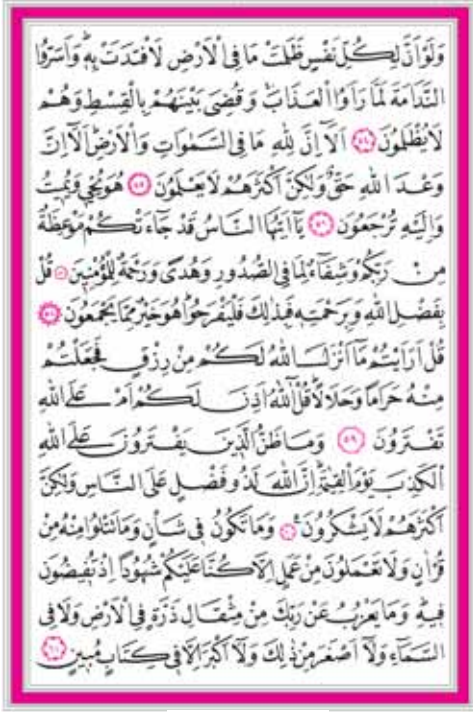 وَلَوْ اَنَّ لِكُلِّ نَفْسٍ ظَلَمَتْ مَا فِي الْاَرْضِ لَافْتَدَتْ بِهٖ وَاَسَرُّوا
النَّدَامَةَ لَمَّا رَاَوُا الْعَذَابَ وَقُضِيَ بَيْنَهُمْ بِالْقِسْطِ وَهُمْ
لَا يُظْلَمُونَ ﴿٥٤﴾ اَلَٓا اِنَّ لِلّٰهِ مَا فِي السَّمٰوَاتِ وَالْاَرْضِ اَلَٓا اِنَّ
وَعْدَ اللّٰهِ حَقٌّ وَلٰكِنَّ اَكْثَرَهُمْ لَا يَعْلَمُونَ ﴿٥٥﴾ هُوَ يُحْيٖ وَيُمٖيتُ
وَاِلَيْهِ تُرْجَعُونَ ﴿٥٦﴾ يَٓا اَيُّهَا النَّاسُ قَدْ جَٓاءَتْكُمْ مَوْعِظَةٌ
مِنْ رَبِّكُمْ وَشِفَٓاءٌ لِمَا فِي الصُّدُورِ وَهُدًى وَرَحْمَةٌ لِلْمُؤْمِنٖينَ ﴿٥٧﴾ قُلْ
بِفَضْلِ اللّٰهِ وَبِرَحْمَتِهٖ فَبِذٰلِكَ فَلْيَفْرَحُوا هُوَ خَيْرٌ مِمَّا يَجْمَعُونَ ﴿٥٨﴾
قُلْ اَرَاَيْتُمْ مَٓا اَنْزَلَ اللّٰهُ لَكُمْ مِنْ رِزْقٍ فَجَعَلْتُمْ
مِنْهُ حَرَامًا وَحَلَالًا قُلْ آٰللّٰهُ اَذِنَ لَكُمْ اَمْ عَلَى اللّٰهِ
تَفْتَرُونَ ﴿٥٩﴾ وَمَا ظَنُّ الَّذٖينَ يَفْتَرُونَ عَلَى اللّٰهِ
الْكَذِبَ يَوْمَ الْقِيٰمَةِ اِنَّ اللّٰهَ لَذُو فَضْلٍ عَلَى النَّاسِ وَلٰكِنَّ
اَكْثَرَهُمْ لَا يَشْكُرُونَ ﴿٦٠﴾ وَمَا تَكُونُ فٖي شَاْنٍ وَمَا تَتْلُوا مِنْهُ مِنْ
قُرْاٰنٍ وَلَا تَعْمَلُونَ مِنْ عَمَلٍ اِلَّا كُنَّا عَلَيْكُمْ شُهُودًا اِذْ تُفٖيضُونَ
فٖيهِ وَمَا يَعْزُبُ عَنْ رَبِّكَ مِنْ مِثْقَالِ ذَرَّةٍ فِي الْاَرْضِ وَلَا فِي
السَّمَٓاءِ وَلَٓا اَصْغَرَ مِنْ ذٰلِكَ وَلَٓا اَكْبَرَ اِلَّا فٖي كِتَابٍ مُبٖينٍ ﴿٦١﴾